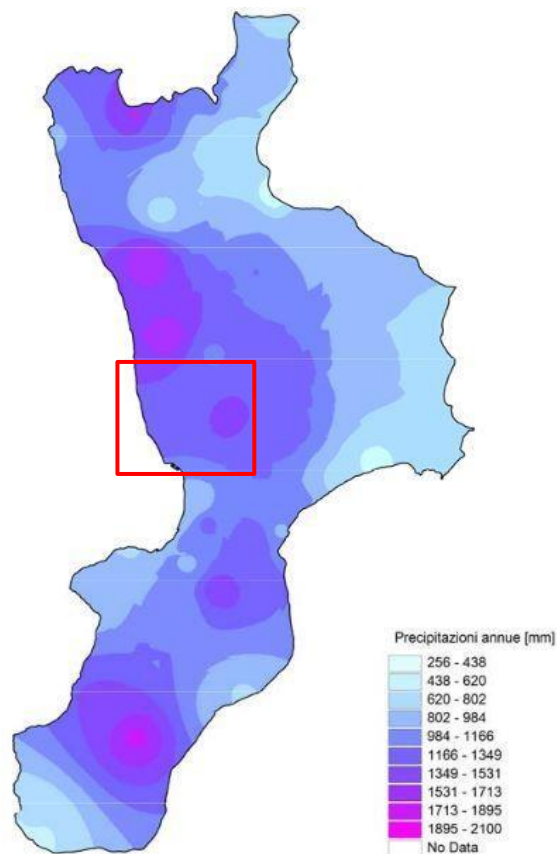 Precipitazioni annue [mm]
256 - 438
438 - 620
620 - 802
802 - 984
984 - 1166
1166 - 1349
1349 - 1531
1531 - 1713
1713 - 1895
1895 - 2100
No Data